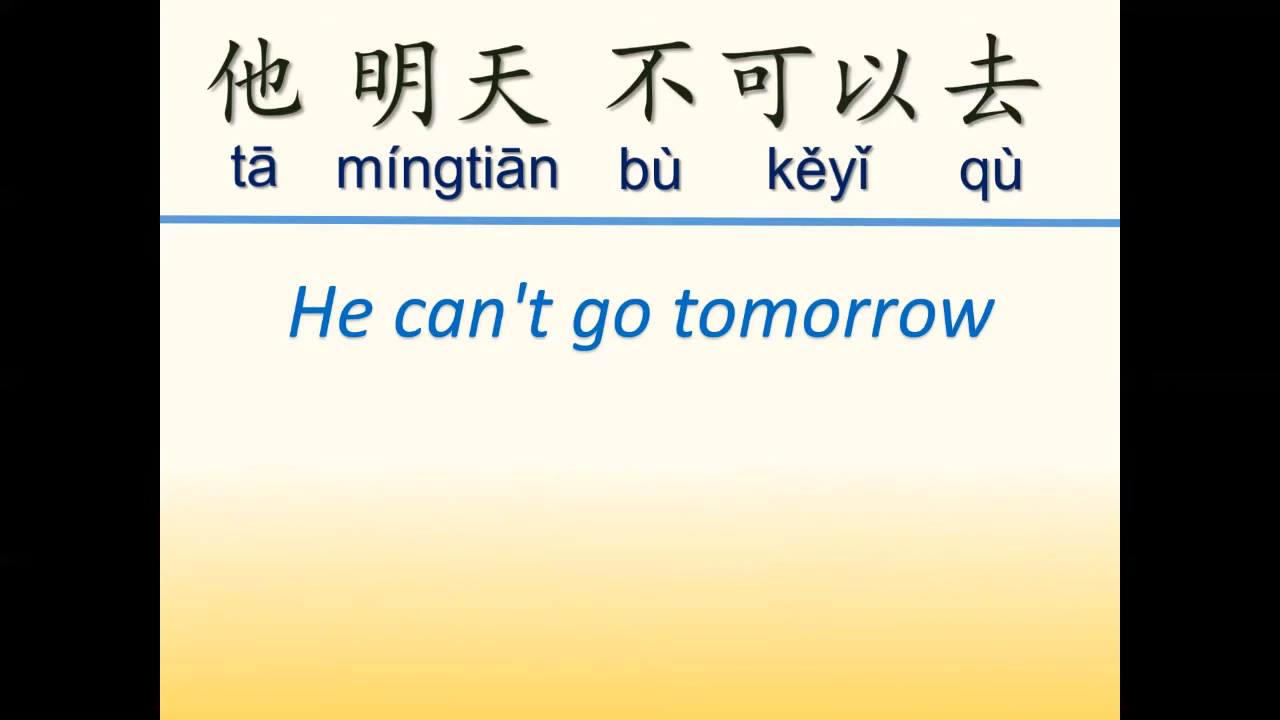 他 明天 不可以去
tā míngtiān bù kěyǐ qù
He can't go tomorrow